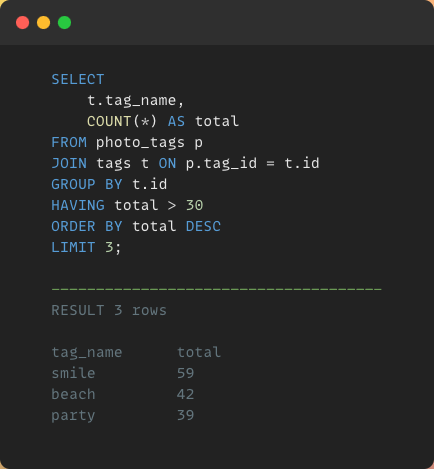 SELECT
    t.tag_name,
    COUNT(*) AS total
FROM photo_tags p
JOIN tags t ON p.tag_id = t.id
GROUP BY t.id
HAVING total > 30
ORDER BY total DESC
LIMIT 3;
-------------------------------------
RESULT 3 rows
tag_name      total
smile         59
beach         42
party         39